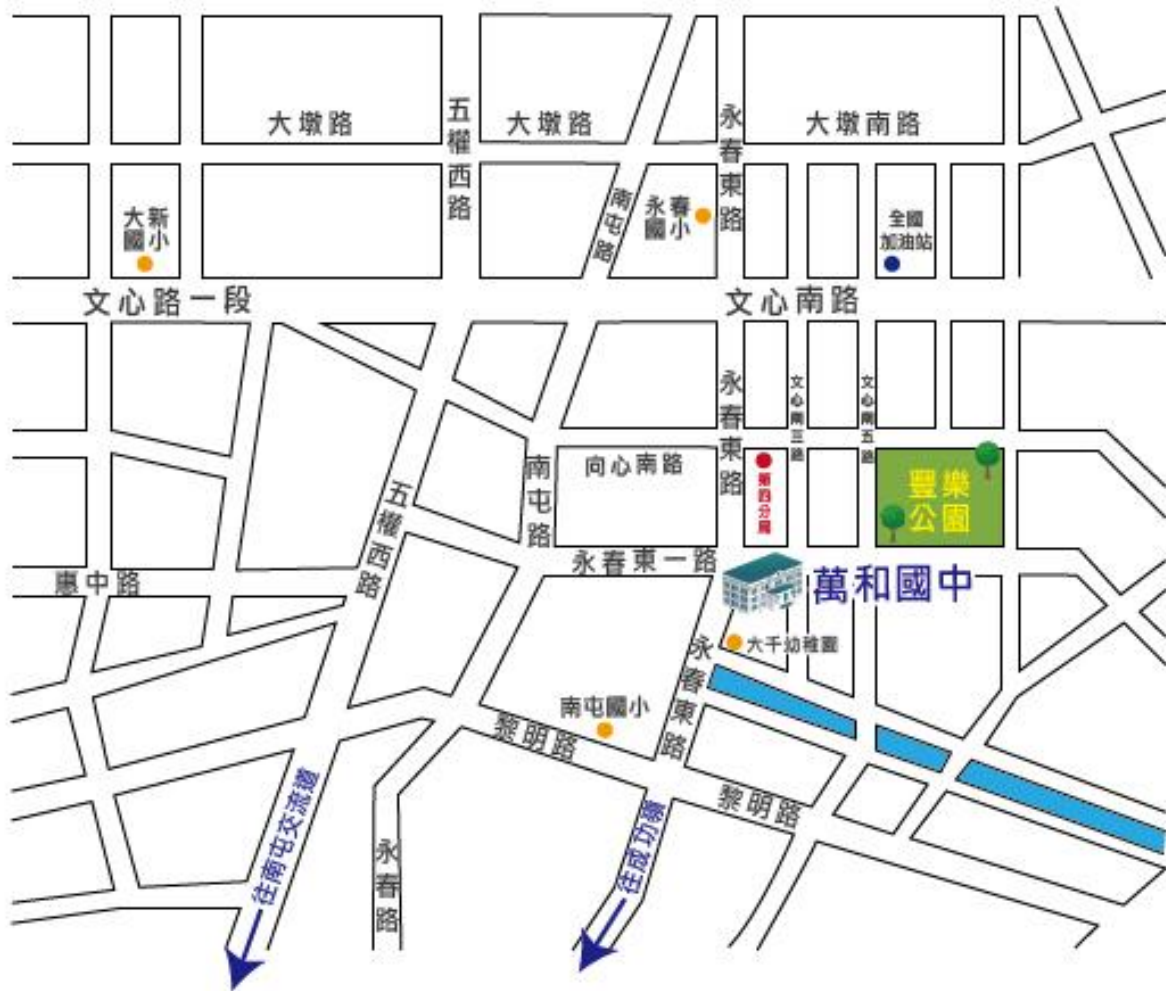 大墩路
五權西路
大墩路
永春東路
大墩南路
大新
國小
南屯路
永春
國小
全國
加油站
文心路一段
文心南路
永春東路
文心南三路
文心南五路
南屯路
向心南路
第四分局
豐樂
公園
五權西路
永春東一路
萬和國中
惠中路
大千幼稚園
永春東路
南屯國小
黎明路
黎明路
往南屯交流道
往成功嶺
永春路